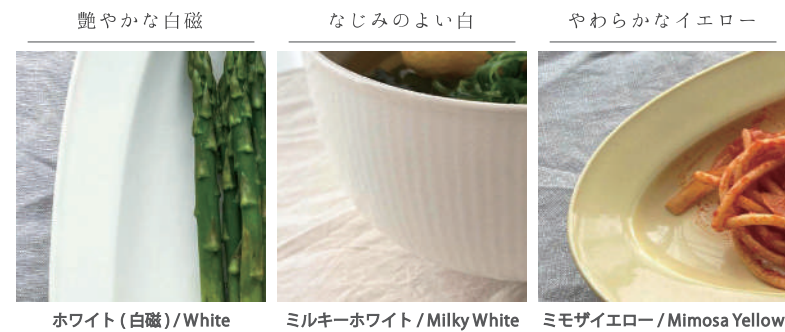 艶やかな白磁
なじみのよい白
やわらかなイエロー
ホワイト ( 白磁 ) / White
ミルキーホワイト / Milky White
ミモザイエロー / Mimosa Yellow